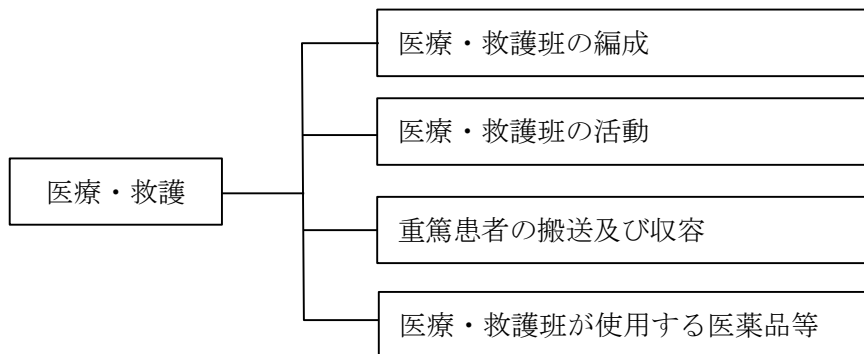 医療・救護
医療・救護班の編成
医療・救護班の活動
重篤患者の搬送及び収容
医療・救護班が使用する医薬品等